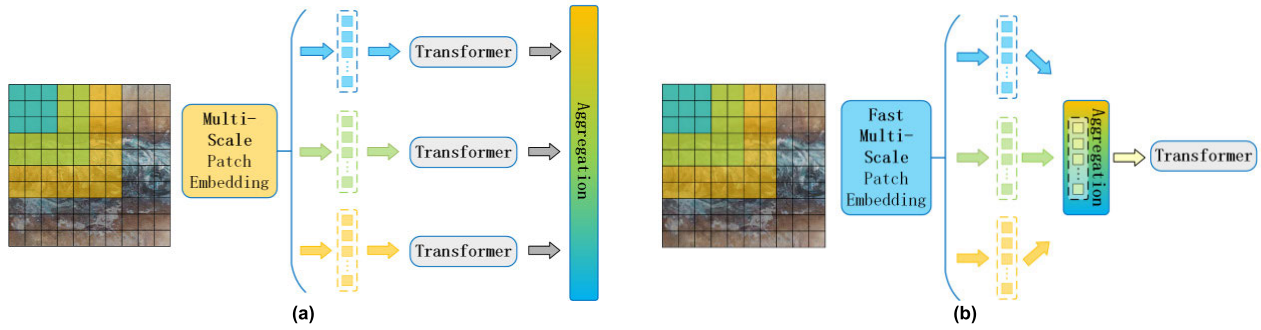 Multi-
Scale
Patch
Embedding
Transformer
Transformer
Transformer
Aggregation
(a)
Fast
Multi-
Scale
Patch
Embedding
Aggregation
Transformer
(b)